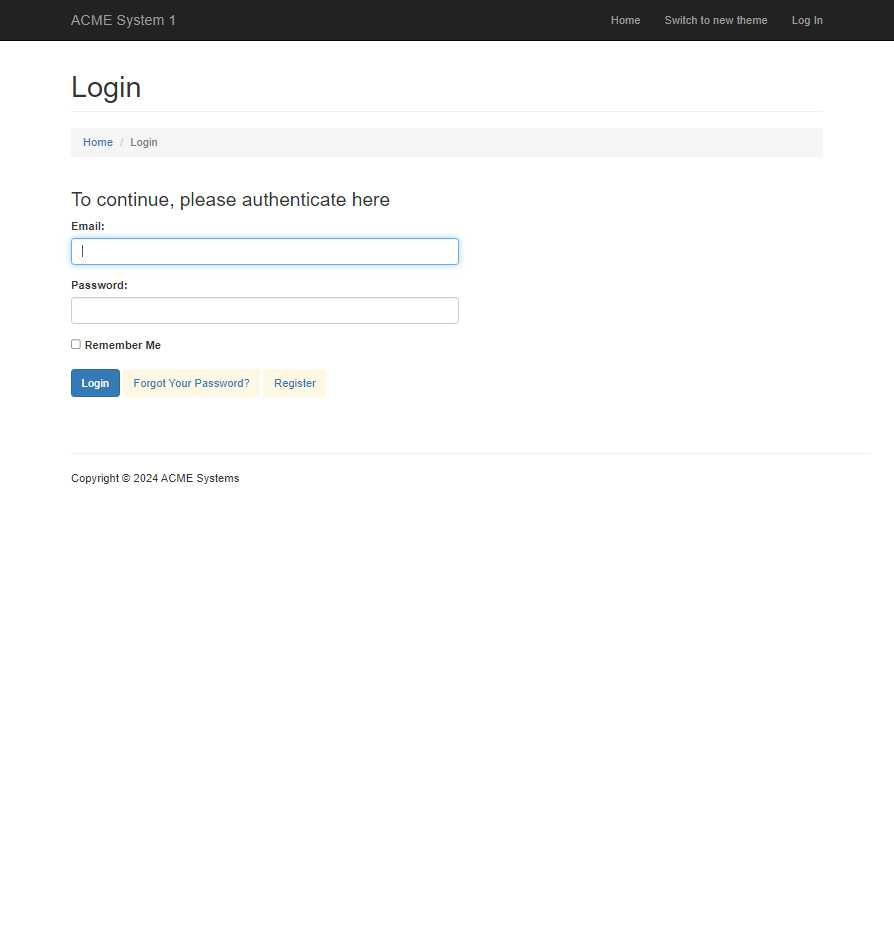 ACME System 1 Home Switch to new theme Log In
Login
Home / Login
To continue, please authenticate here
Email:
Password:
Remember Me
Login Forgot Your Password? Register
Copyright © 2024 ACME Systems